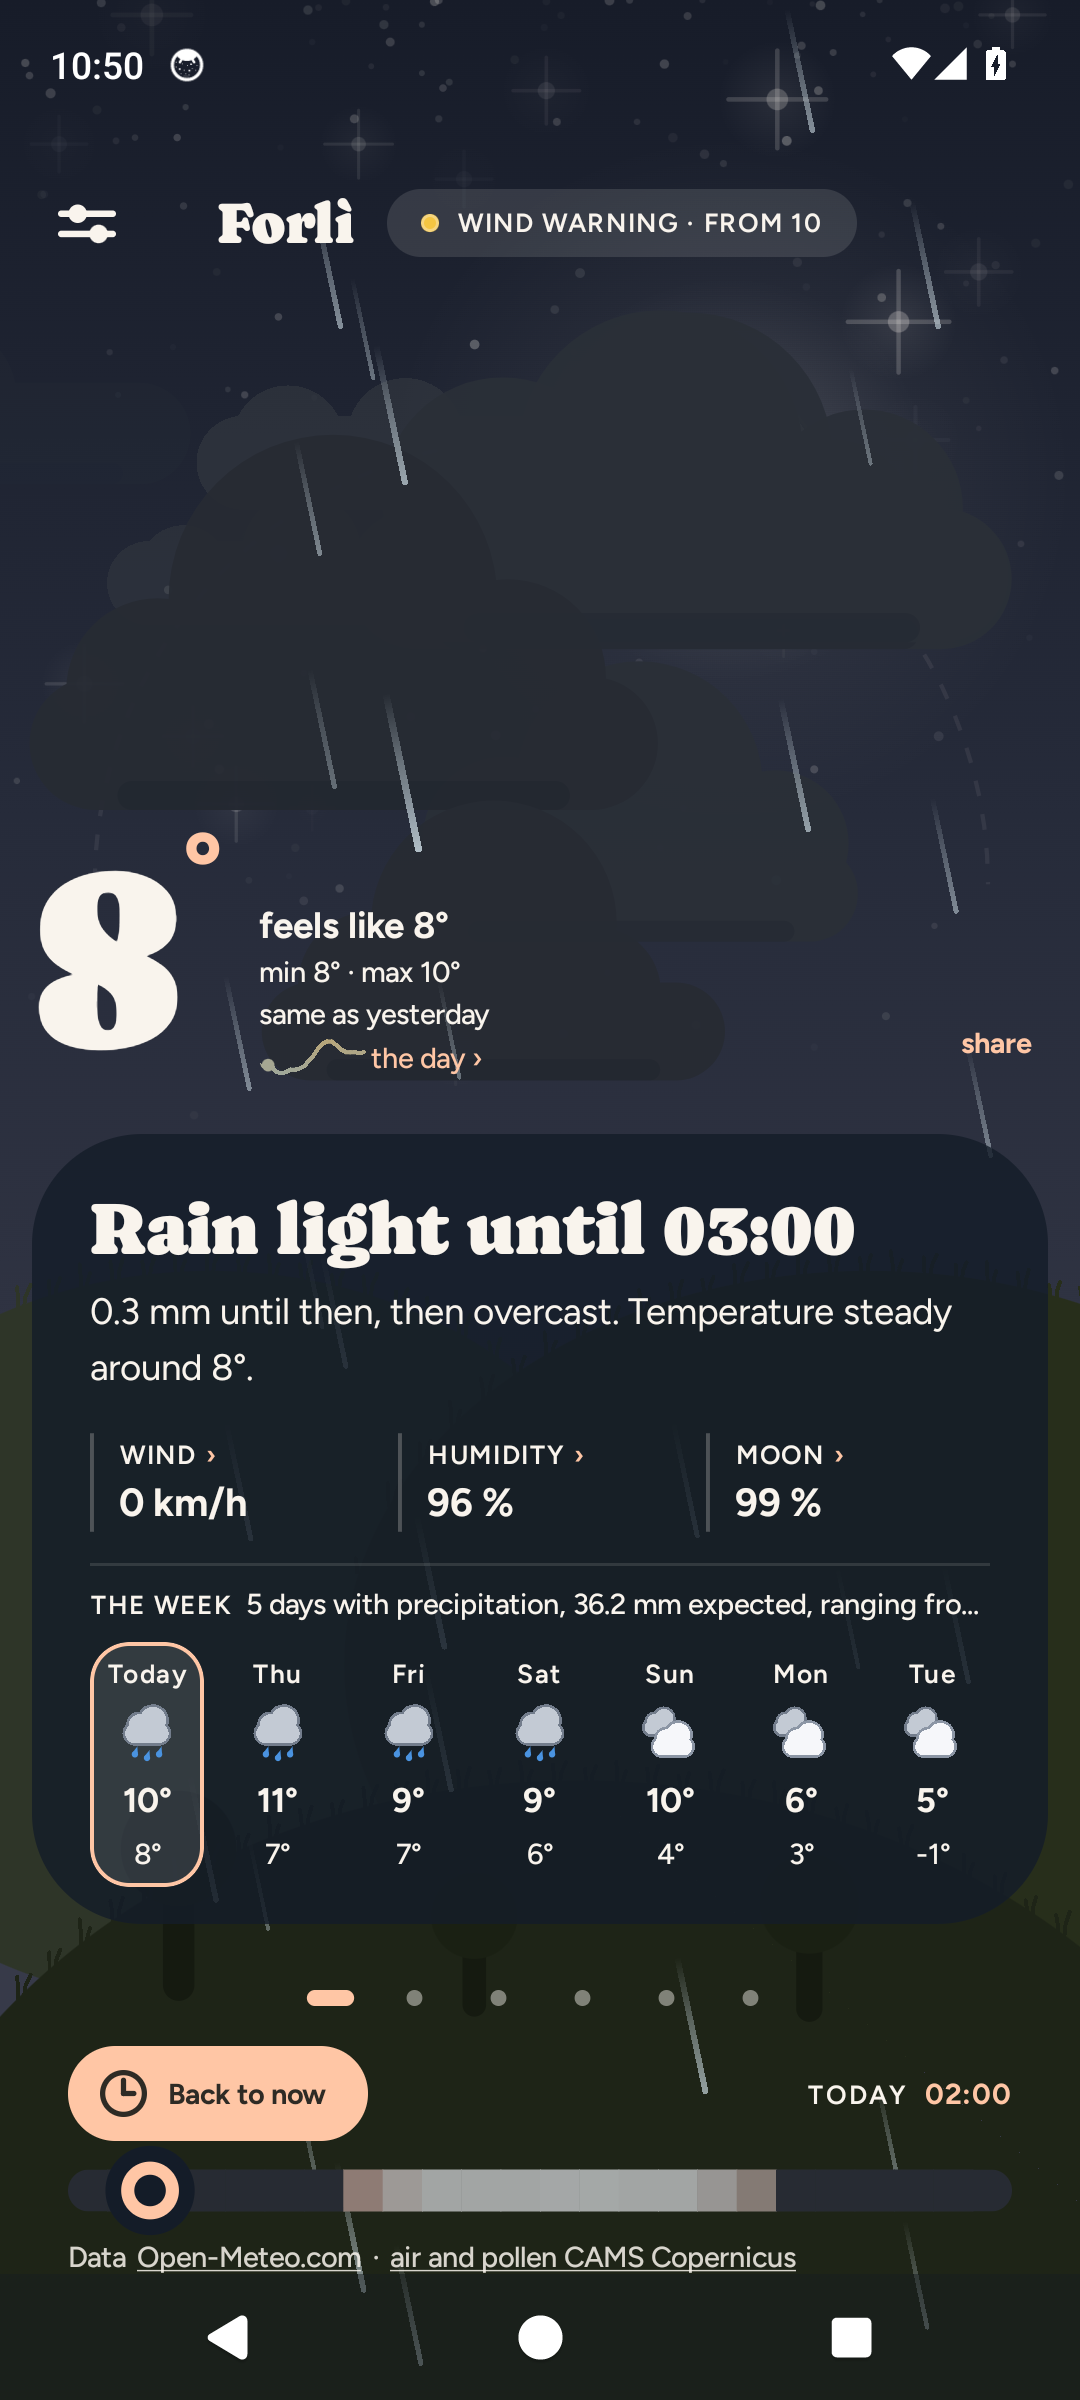 10:50
Forlì
WIND WARNING · FROM 10
8°
feels like 8°
min 8° · max 10°
same as yesterday
the day ›
share
Rain light until 03:00
0.3 mm until then, then overcast. Temperature steady
around 8°.
WIND › HUMIDITY › MOON ›
0 km/h 96 % 99 %
THE WEEK 5 days with precipitation, 36.2 mm expected, ranging fro...
Today Thu Fri Sat Sun Mon Tue
10° 11° 9° 9° 10° 6° 5°
8° 7° 7° 6° 4° 3° -1°
Back to now
TODAY 02:00
Data Open-Meteo.com · air and pollen CAMS Copernicus